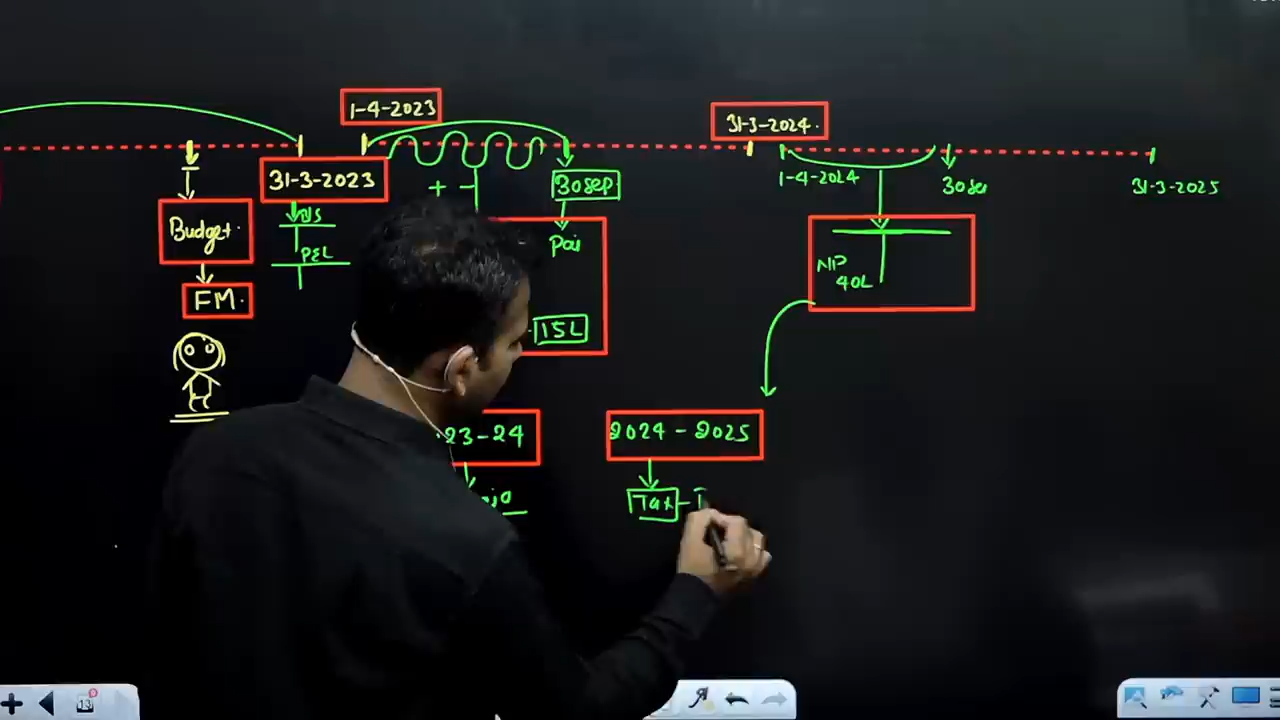 1-4-2023
31-3-2024.
31-3-2023
+ -
30sep
1-4-2024
31-3-2025
B/S
Budget.
Pai
P&L
NP
40L
FM.
15L
23-24
2024-2025
Tax-
13